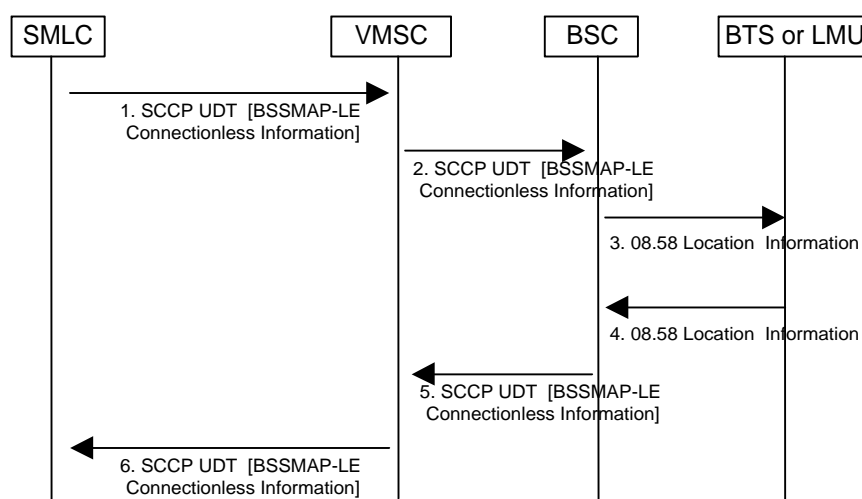 SMLC
VMSC
BSC
BTS or LMU
1. SCCP UDT [BSSMAP-LE
Connectionless Information]
2. SCCP UDT [BSSMAP-LE
Connectionless Information]
3. 08.58 Location Information
4. 08.58 Location Information
5. SCCP UDT [BSSMAP-LE
Connectionless Information]
6. SCCP UDT [BSSMAP-LE
Connectionless Information]